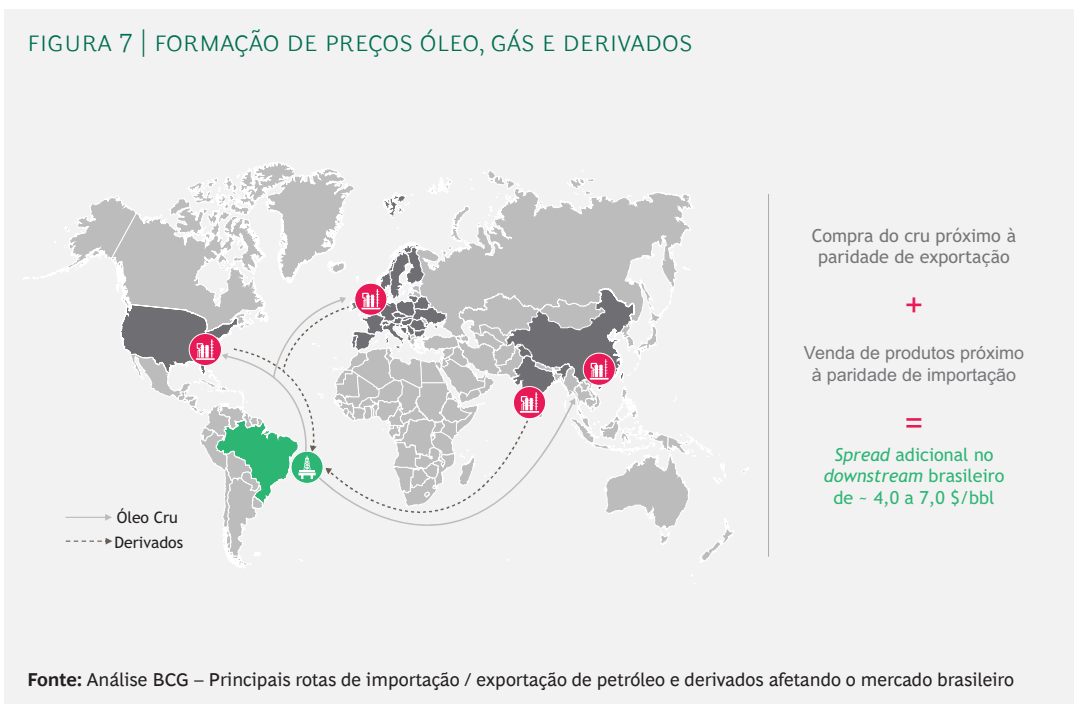 FIGURA 7 | FORMAÇÃO DE PREÇOS ÓLEO, GÁS E DERIVADOS
Compra do cru próximo à
paridade de exportação
+
Venda de produtos próximo
à paridade de importação
=
Spread adicional no
downstream brasileiro
de ~ 4,0 a 7,0 $/bbl
Óleo Cru
Derivados
Fonte: Análise BCG – Principais rotas de importação / exportação de petróleo e derivados afetando o mercado brasileiro